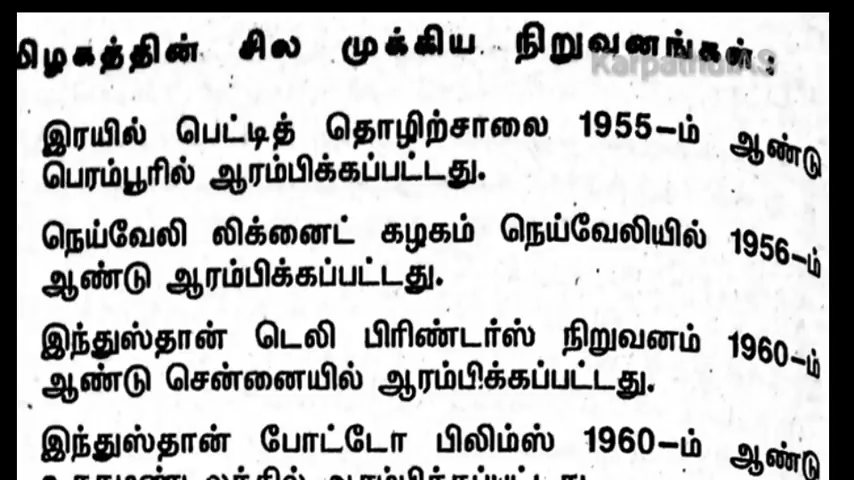 மிழகத்தின் சில முக்கிய நிறுவனங்கள்:
KarpathuIAS
இரயில் பெட்டித் தொழிற்சாலை 1955-ம் ஆண்டு
பெரம்பூரில் ஆரம்பிக்கப்பட்டது.
நெய்வேலி லிக்னைட் கழகம் நெய்வேலியில் 1956-ம்
ஆண்டு ஆரம்பிக்கப்பட்டது.
இந்துஸ்தான் டெலி பிரிண்டர்ஸ் நிறுவனம் 1960-ம்
ஆண்டு சென்னையில் ஆரம்பிக்கப்பட்டது.
இந்துஸ்தான் போட்டோ பிலிம்ஸ் 1960-ம் ஆண்டு